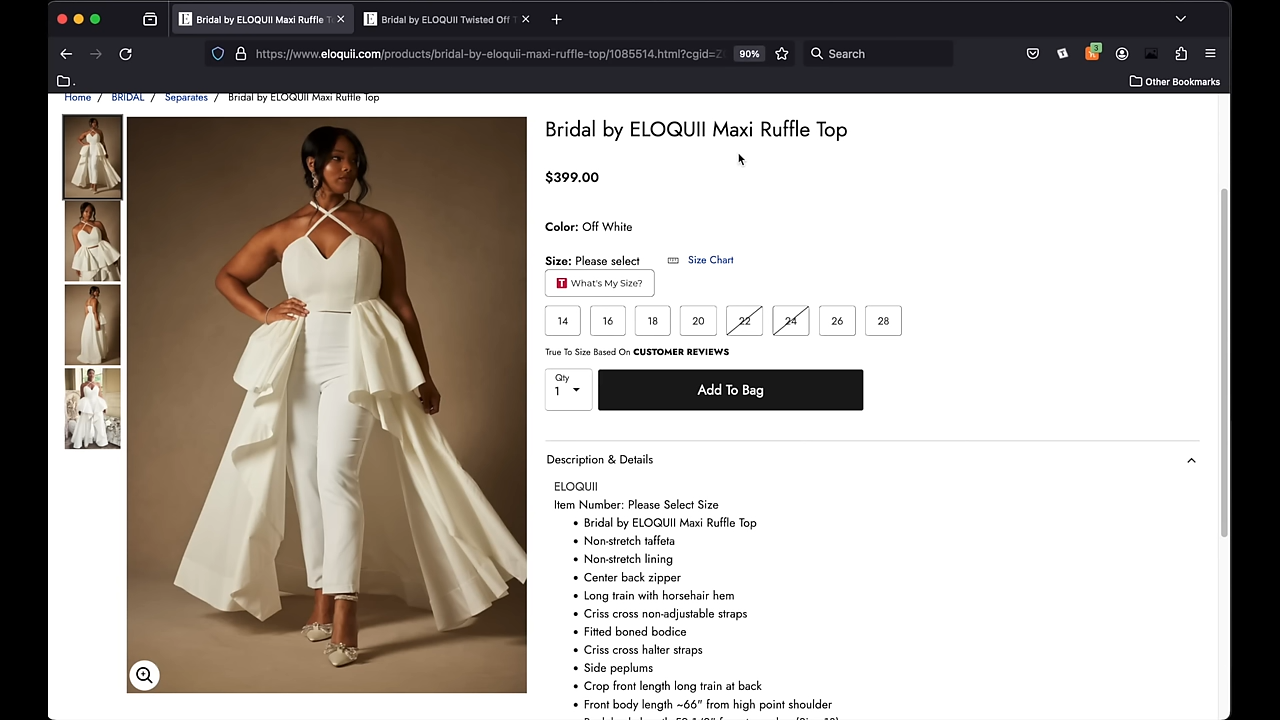 Bridal by ELOQUII Maxi Ruffle T
Bridal by ELOQUII Twisted Off T
https://www.eloquii.com/products/bridal-by-eloquii-maxi-ruffle-top/1085514.html?cgid=Z
90%
Search
3
Other Bookmarks
Home / BRIDAL / Separates / Bridal by ELOQUII Maxi Ruffle Top
Bridal by ELOQUII Maxi Ruffle Top
$399.00
Color: Off White
Size: Please select
Size Chart
T What's My Size?
14 16 18 20 22 24 26 28
True To Size Based On CUSTOMER REVIEWS
Qty
1
Add To Bag
Description & Details
ELOQUII
Item Number: Please Select Size
Bridal by ELOQUII Maxi Ruffle Top
Non-stretch taffeta
Non-stretch lining
Center back zipper
Long train with horsehair hem
Criss cross non-adjustable straps
Fitted boned bodice
Criss cross halter straps
Side peplums
Crop front length long train at back
Front body length ~66" from high point shoulder